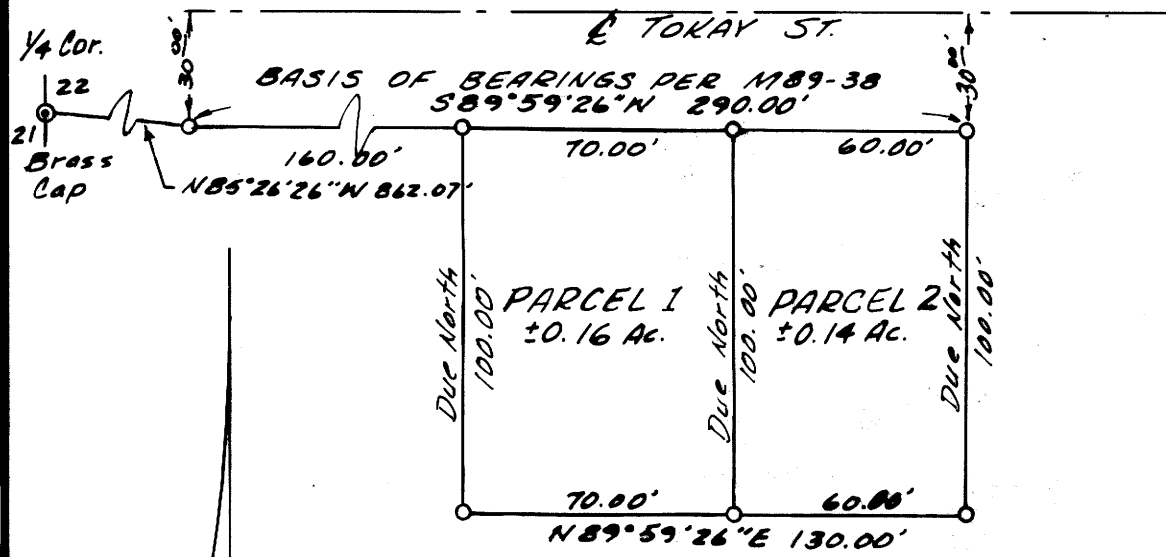 ℄ TOKAY ST.
1/4 Cor.
22
21
Brass
Cap
30.00'
30.00'
BASIS OF BEARINGS PER M89-38
S89°59'26"W 290.00'
160.00'
70.00'
60.00'
N85°26'26"W 862.07'
Due North
100.00'
PARCEL 1
±0.16 Ac.
Due North
100.00'
PARCEL 2
±0.14 Ac.
Due North
100.00'
70.00'
60.00'
N89°59'26"E 130.00'